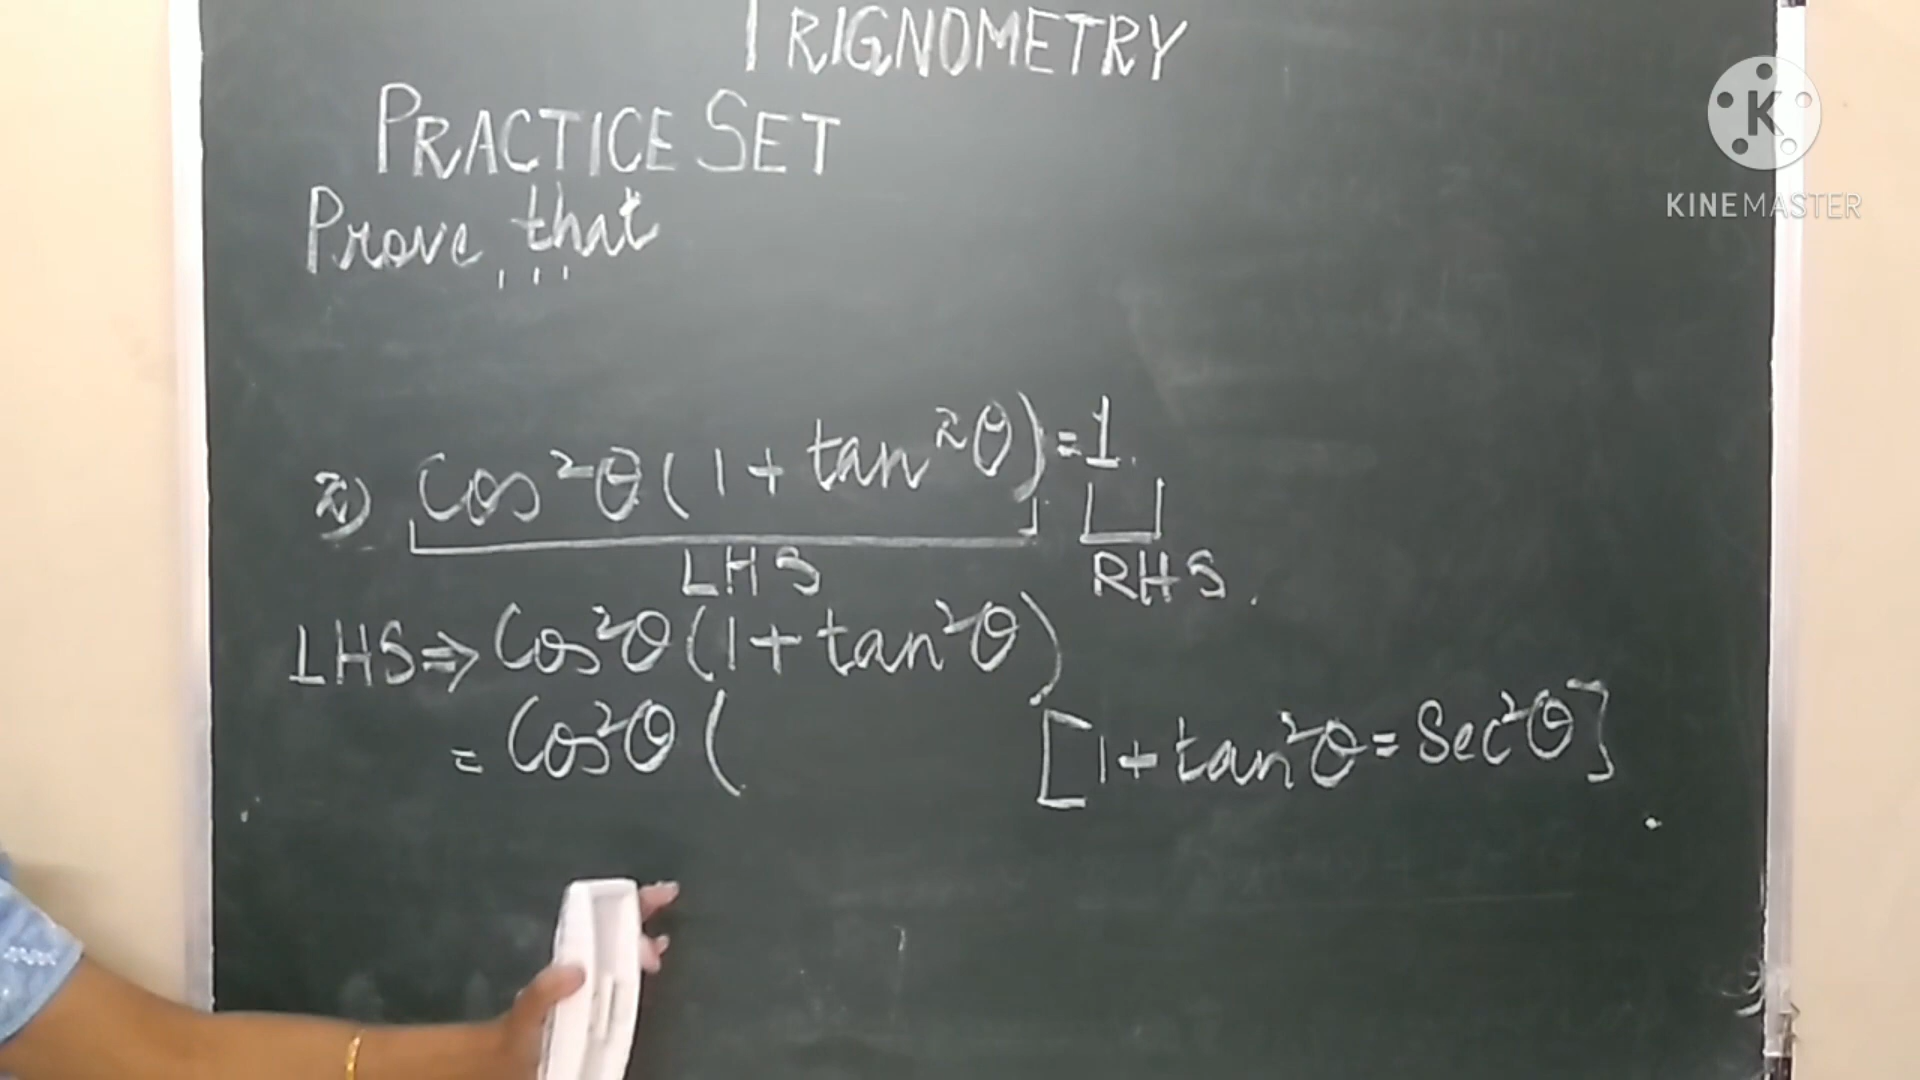 TRIGNOMETRY
PRACTICE SET
Prove that
2) Cos²θ(1+tan²θ)=1.
LHS RHS.
LHS⇒ Cos²θ(1+tan²θ)
= Cos²θ( [1+tan²θ=Sec²θ]
K
KINEMASTER